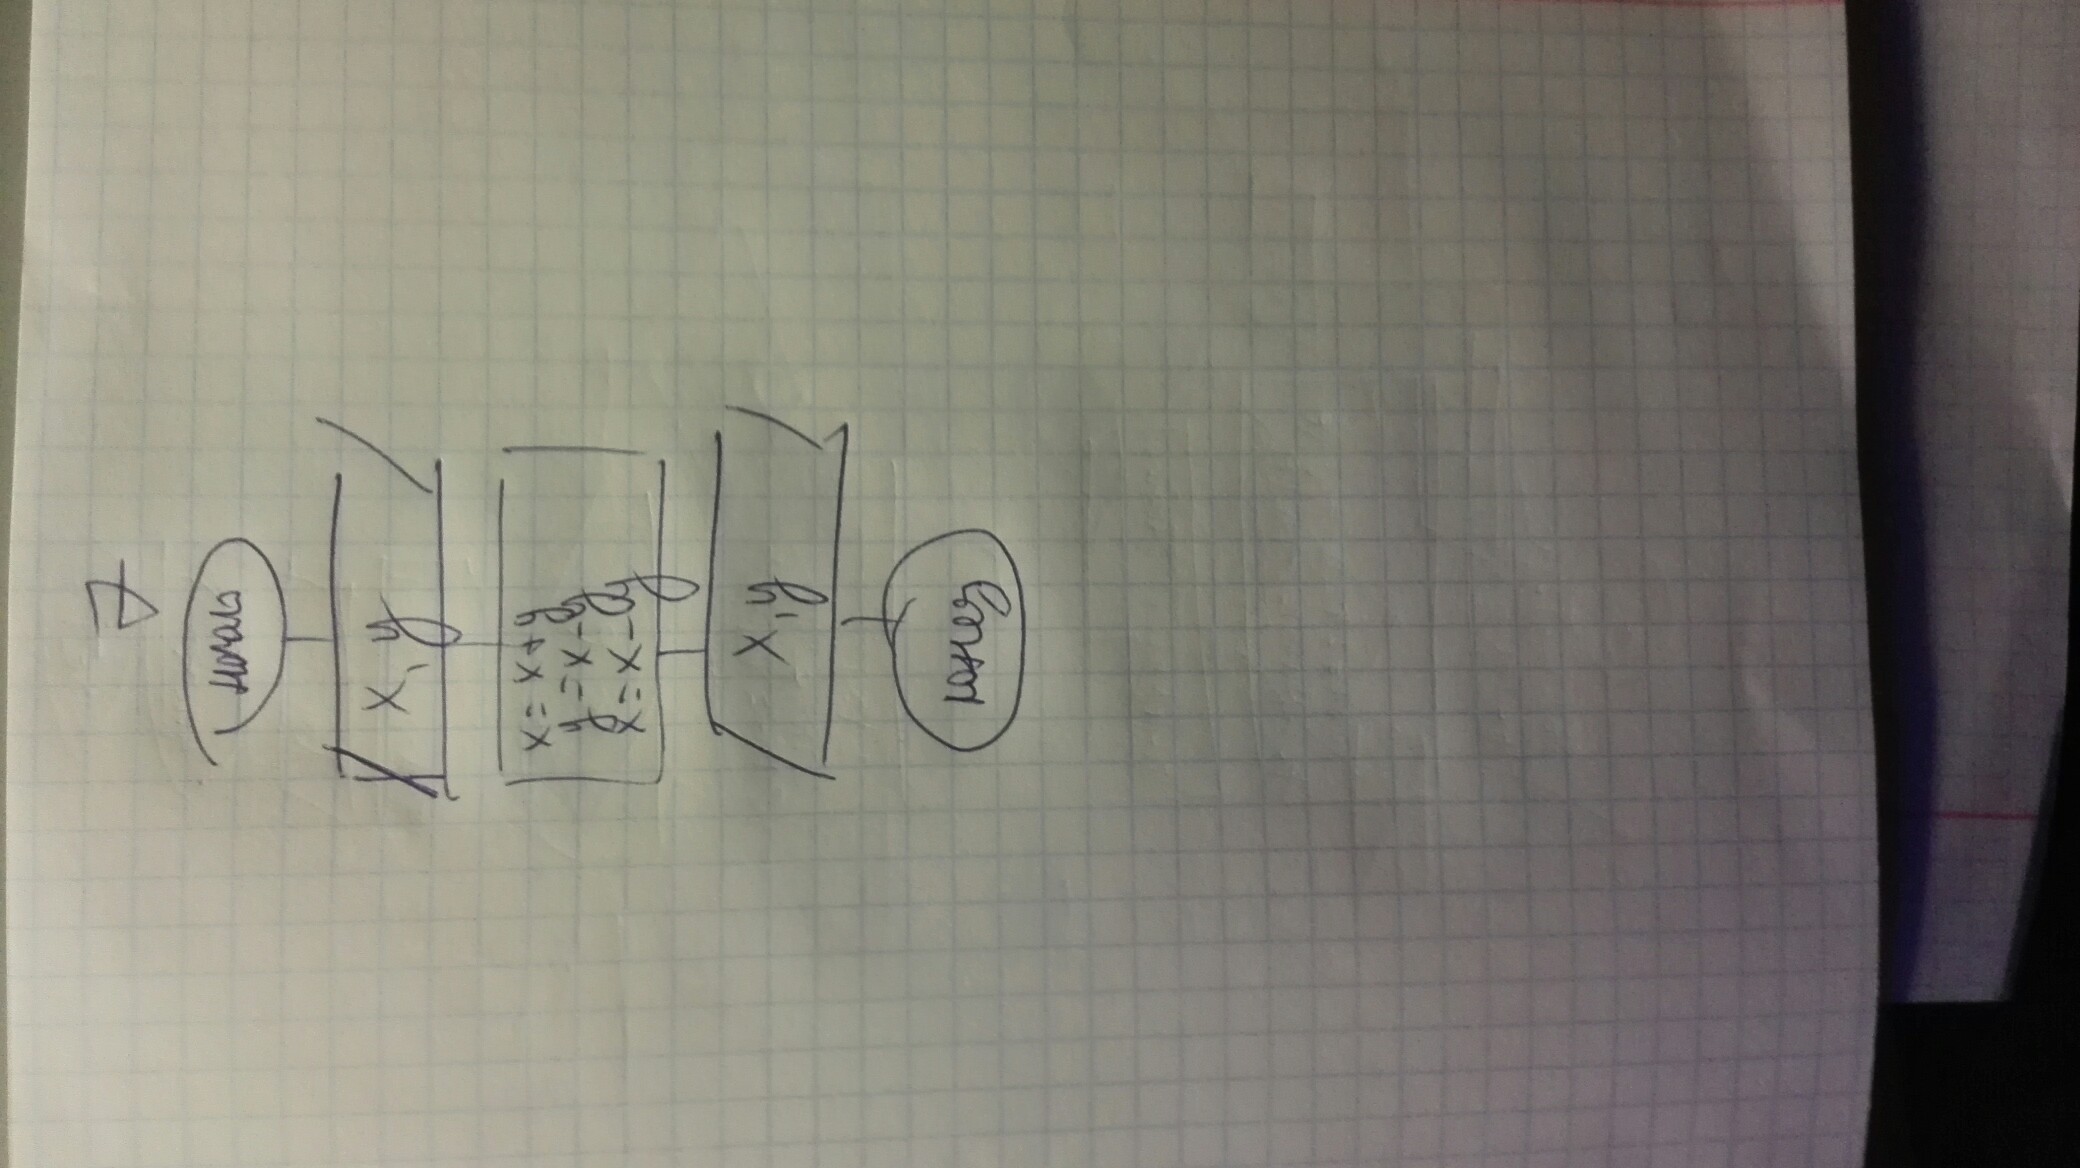 начало
x, y
x = x + y
y = x - y
x = x - y
x, y
конец